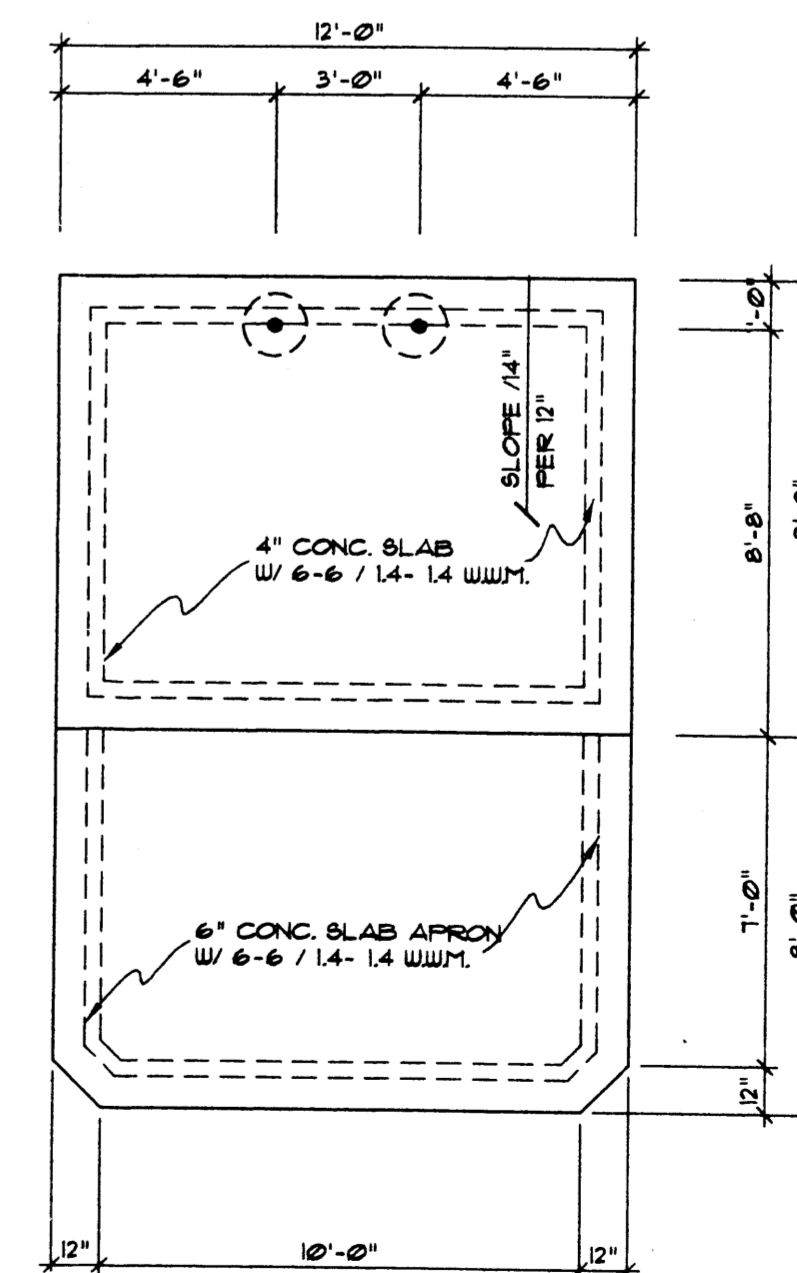 12'-0"
4'-6" 3'-0" 4'-6"
'-0"
SLOPE /14"
PER 12"
8'-8"
4" CONC. SLAB
W/ 6-6 / 1.4- 1.4 W.W.M.
7'-0"
6" CONC. SLAB APRON
W/ 6-6 / 1.4- 1.4 W.W.M.
12"
12" 10'-0" 12"